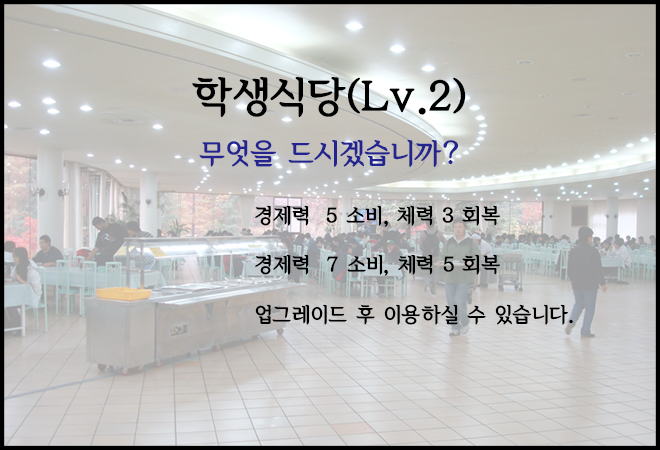 학생식당(Lv.2)
무엇을 드시겠습니까?
경제력 5 소비, 체력 3 회복
경제력 7 소비, 체력 5 회복
업그레이드 후 이용하실 수 있습니다.